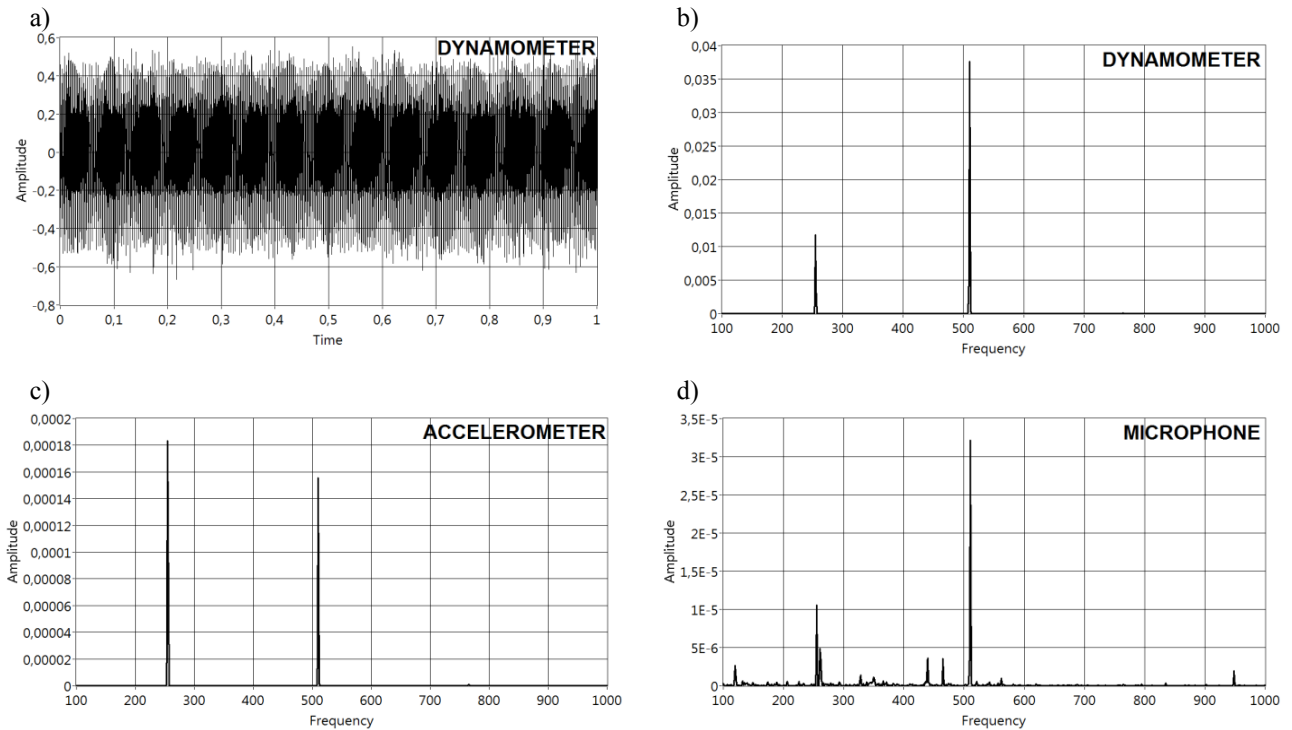 a)
DYNAMOMETER
0,6
0,4
0,2
0
-0,2
-0,4
-0,6
-0,8
Amplitude
0 0,1 0,2 0,3 0,4 0,5 0,6 0,7 0,8 0,9 1
Time
b)
DYNAMOMETER
0,04
0,035
0,03
0,025
0,02
0,015
0,01
0,005
0
Amplitude
100 200 300 400 500 600 700 800 900 1000
Frequency
c)
ACCELEROMETER
0,0002
0,00018
0,00016
0,00014
0,00012
0,0001
0,00008
0,00006
0,00004
0,00002
0
Amplitude
100 200 300 400 500 600 700 800 900 1000
Frequency
d)
MICROPHONE
3,5E-5
3E-5
2,5E-5
2E-5
1,5E-5
1E-5
5E-6
0
Amplitude
100 200 300 400 500 600 700 800 900 1000
Frequency